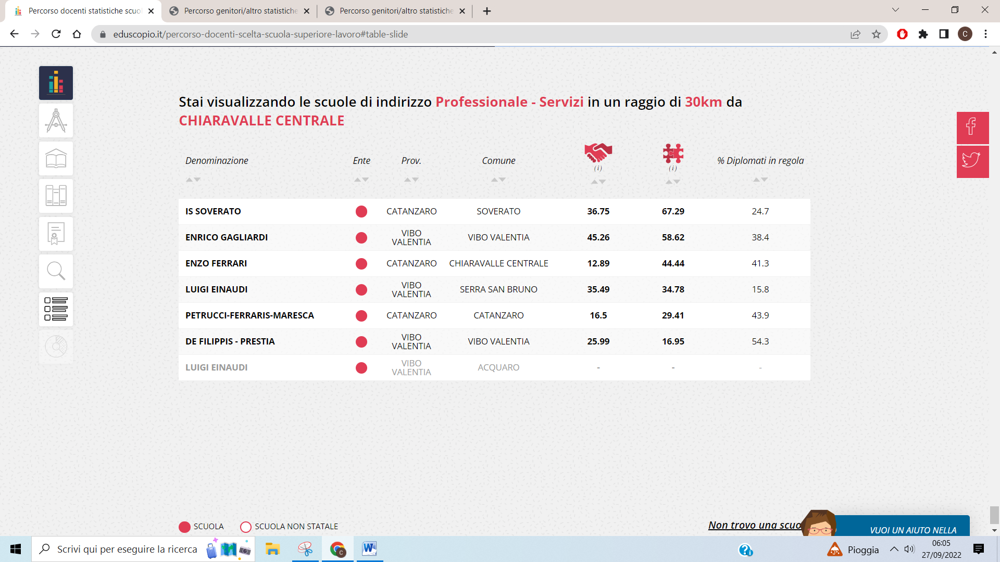 Percorso docenti statistiche scuol
Percorso genitori/altro statistiche
Percorso genitori/altro statistiche
eduscopio.it/percorso-docenti-scelta-scuola-superiore-lavoro#table-slide
C
Stai visualizzando le scuole di indirizzo Professionale - Servizi in un raggio di 30km da
CHIARAVALLE CENTRALE
Denominazione Ente Prov. Comune (i) (i) % Diplomati in regola
IS SOVERATO CATANZARO SOVERATO 36.75 67.29 24.7
ENRICO GAGLIARDI VIBO VALENTIA VIBO VALENTIA 45.26 58.62 38.4
ENZO FERRARI CATANZARO CHIARAVALLE CENTRALE 12.89 44.44 41.3
LUIGI EINAUDI VIBO VALENTIA SERRA SAN BRUNO 35.49 34.78 15.8
PETRUCCI-FERRARIS-MARESCA CATANZARO CATANZARO 16.5 29.41 43.9
DE FILIPPIS - PRESTIA VIBO VALENTIA VIBO VALENTIA 25.99 16.95 54.3
LUIGI EINAUDI VIBO VALENTIA ACQUARO - - -
SCUOLA SCUOLA NON STATALE
Non trovo una scuo
VUOI UN AIUTO NELLA
Scrivi qui per eseguire la ricerca
Pioggia
06:05
27/09/2022